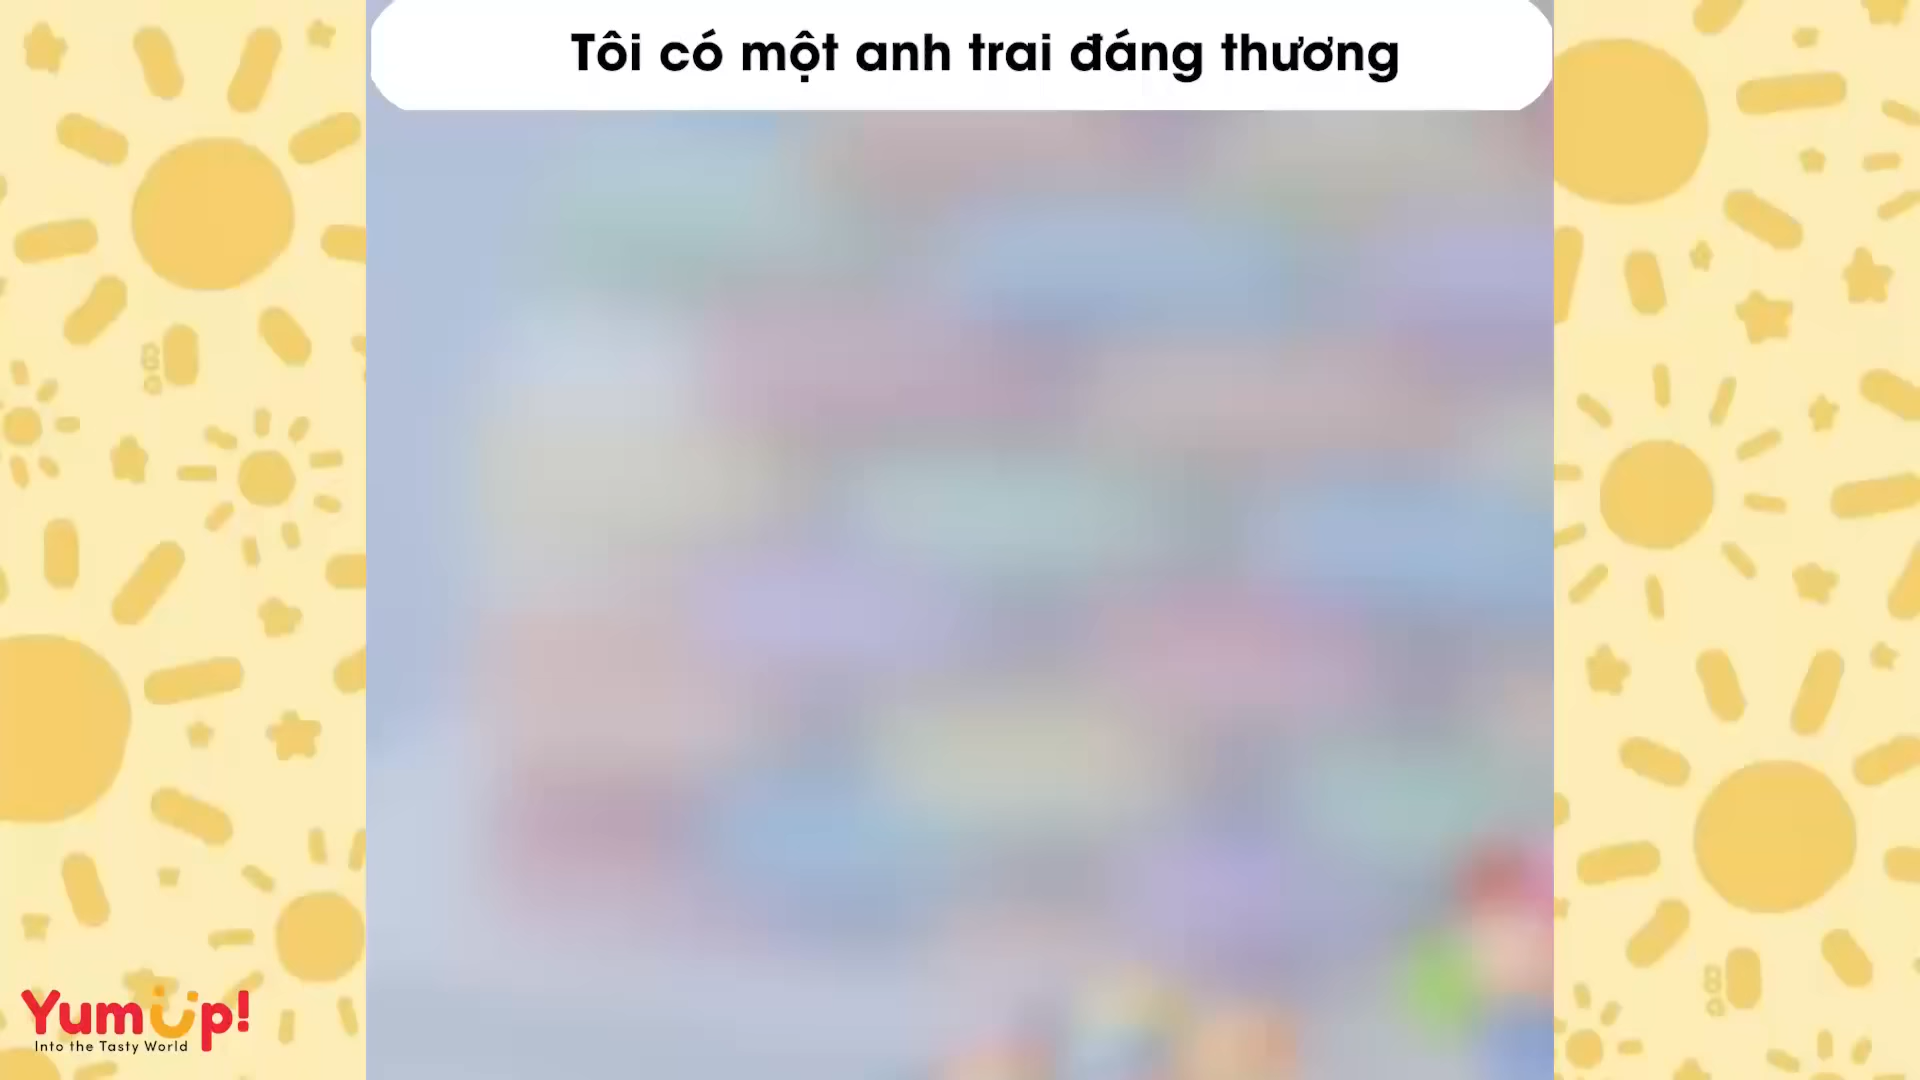 Tôi có một anh trai đáng thương
YumUp!
Into the Tasty World